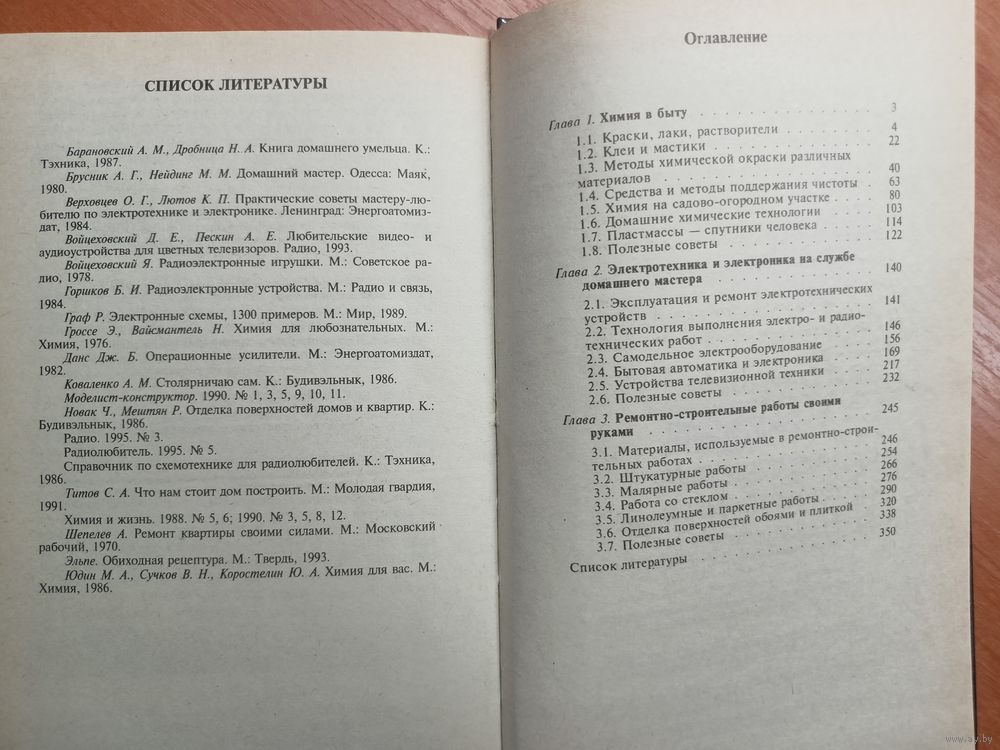 СПИСОК ЛИТЕРАТУРЫ
Барановский А. М., Дробница Н. А. Книга домашнего умельца. К.:
Тэхника, 1987.
Брусник А. Г., Нейдинг М. М. Домашний мастер. Одесса: Маяк,
1980.
Верховцев О. Г., Лютов К. П. Практические советы мастеру-лю-
бителю по электротехнике и электронике. Ленинград: Энергоатомиз-
дат, 1984.
Войцеховский Д. Е., Пескин А. Е. Любительские видео- и
аудиоустройства для цветных телевизоров. Радио, 1993.
Войцеховский Я. Радиоэлектронные игрушки. М.: Советское ра-
дио, 1978.
Горшков Б. И. Радиоэлектронные устройства. М.: Радио и связь,
1984.
Граф Р. Электронные схемы, 1300 примеров. М.: Мир, 1989.
Гроссе Э., Вайсмантель Н. Химия для любознательных. М.:
Химия, 1976.
Данс Дж. Б. Операционные усилители. М.: Энергоатомиздат,
1982.
Коваленко А. М. Столярничаю сам. К.: Будивэльнык, 1986.
Моделист-конструктор. 1990. № 1, 3, 5, 9, 10, 11.
Новак Ч., Мештян Р. Отделка поверхностей домов и квартир. К.:
Будивэльнык, 1986.
Радио. 1995. № 3.
Радиолюбитель. 1995. № 5.
Справочник по схемотехнике для радиолюбителей. К.: Тэхника,
1986.
Титов С. А. Что нам стоит дом построить. М.: Молодая гвардия,
1991.
Химия и жизнь. 1988. № 5, 6; 1990. № 3, 5, 8, 12.
Шепелев А. Ремонт квартиры своими силами. М.: Московский
рабочий, 1970.
Эльпе. Обиходная рецептура. М.: Твердь, 1993.
Юдин М. А., Сучков В. Н., Коростелин Ю. А. Химия для вас. М.:
Химия, 1986.
Оглавление
Глава 1. Химия в быту . . . . . . . . . . 3
1.1. Краски, лаки, растворители . . . . . . . 4
1.2. Клеи и мастики . . . . . . . . . . 22
1.3. Методы химической окраски различных
материалов . . . . . . . . . . 40
1.4. Средства и методы поддержания чистоты . . 63
1.5. Химия на садово-огородном участке . . . . 80
1.6. Домашние химические технологии . . . . 103
1.7. Пластмассы — спутники человека . . . . 114
1.8. Полезные советы . . . . . . . . . 122
Глава 2. Электротехника и электроника на службе
домашнего мастера . . . . . . . . . 140
2.1. Эксплуатация и ремонт электротехнических
устройств . . . . . . . . . . 141
2.2. Технология выполнения электро- и радио-
технических работ . . . . . . . . 146
2.3. Самодельное электрооборудование . . . . 156
2.4. Бытовая автоматика и электроника . . . . 169
2.5. Устройства телевизионной техники . . . . 217
2.6. Полезные советы . . . . . . . . . 232
Глава 3. Ремонтно-строительные работы своими
руками . . . . . . . . . . 245
3.1. Материалы, используемые в ремонтно-строи-
тельных работах . . . . . . . . . 246
3.2. Штукатурные работы . . . . . . . . 254
3.3. Малярные работы . . . . . . . . . 266
3.4. Работа со стеклом . . . . . . . . . 276
3.5. Линолеумные и паркетные работы . . . . 290
3.6. Отделка поверхностей обоями и плиткой . . 320
3.7. Полезные советы . . . . . . . . . 338
Список литературы . . . . . . . . . . 350
www.ay.by